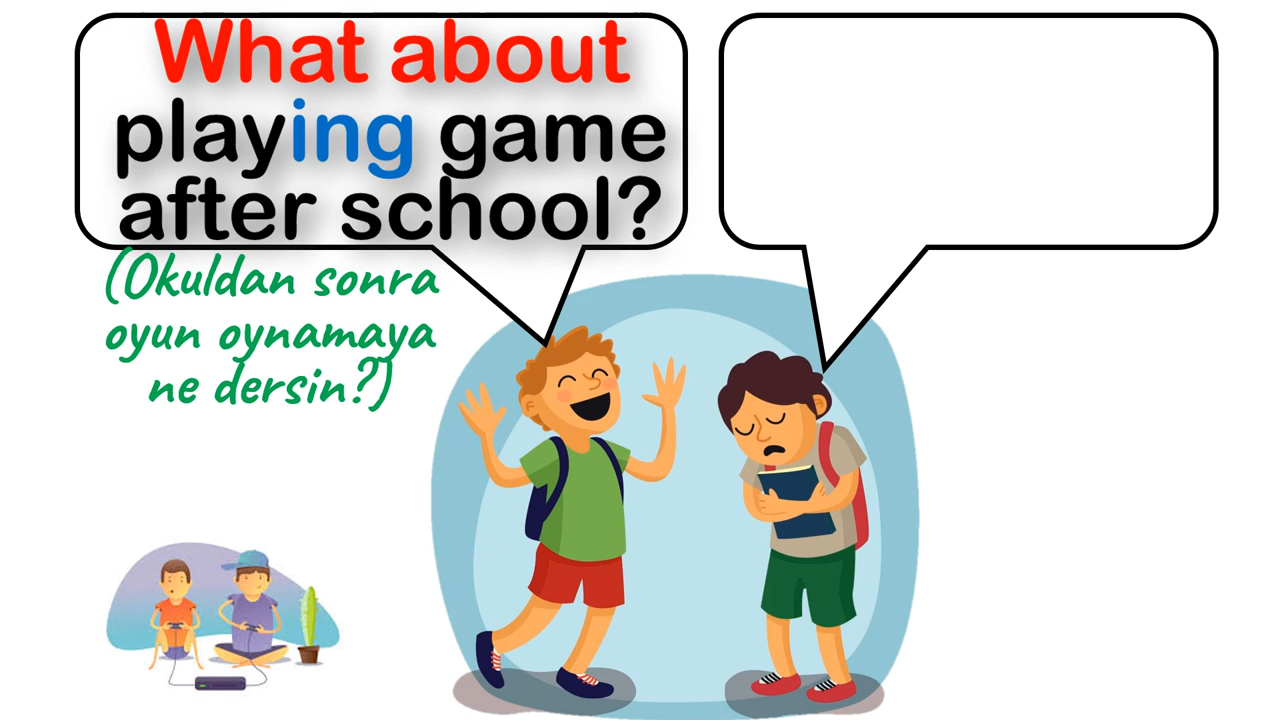 What about
playing game
after school?
(Okuldan sonra
oyun oynamaya
ne dersin?)